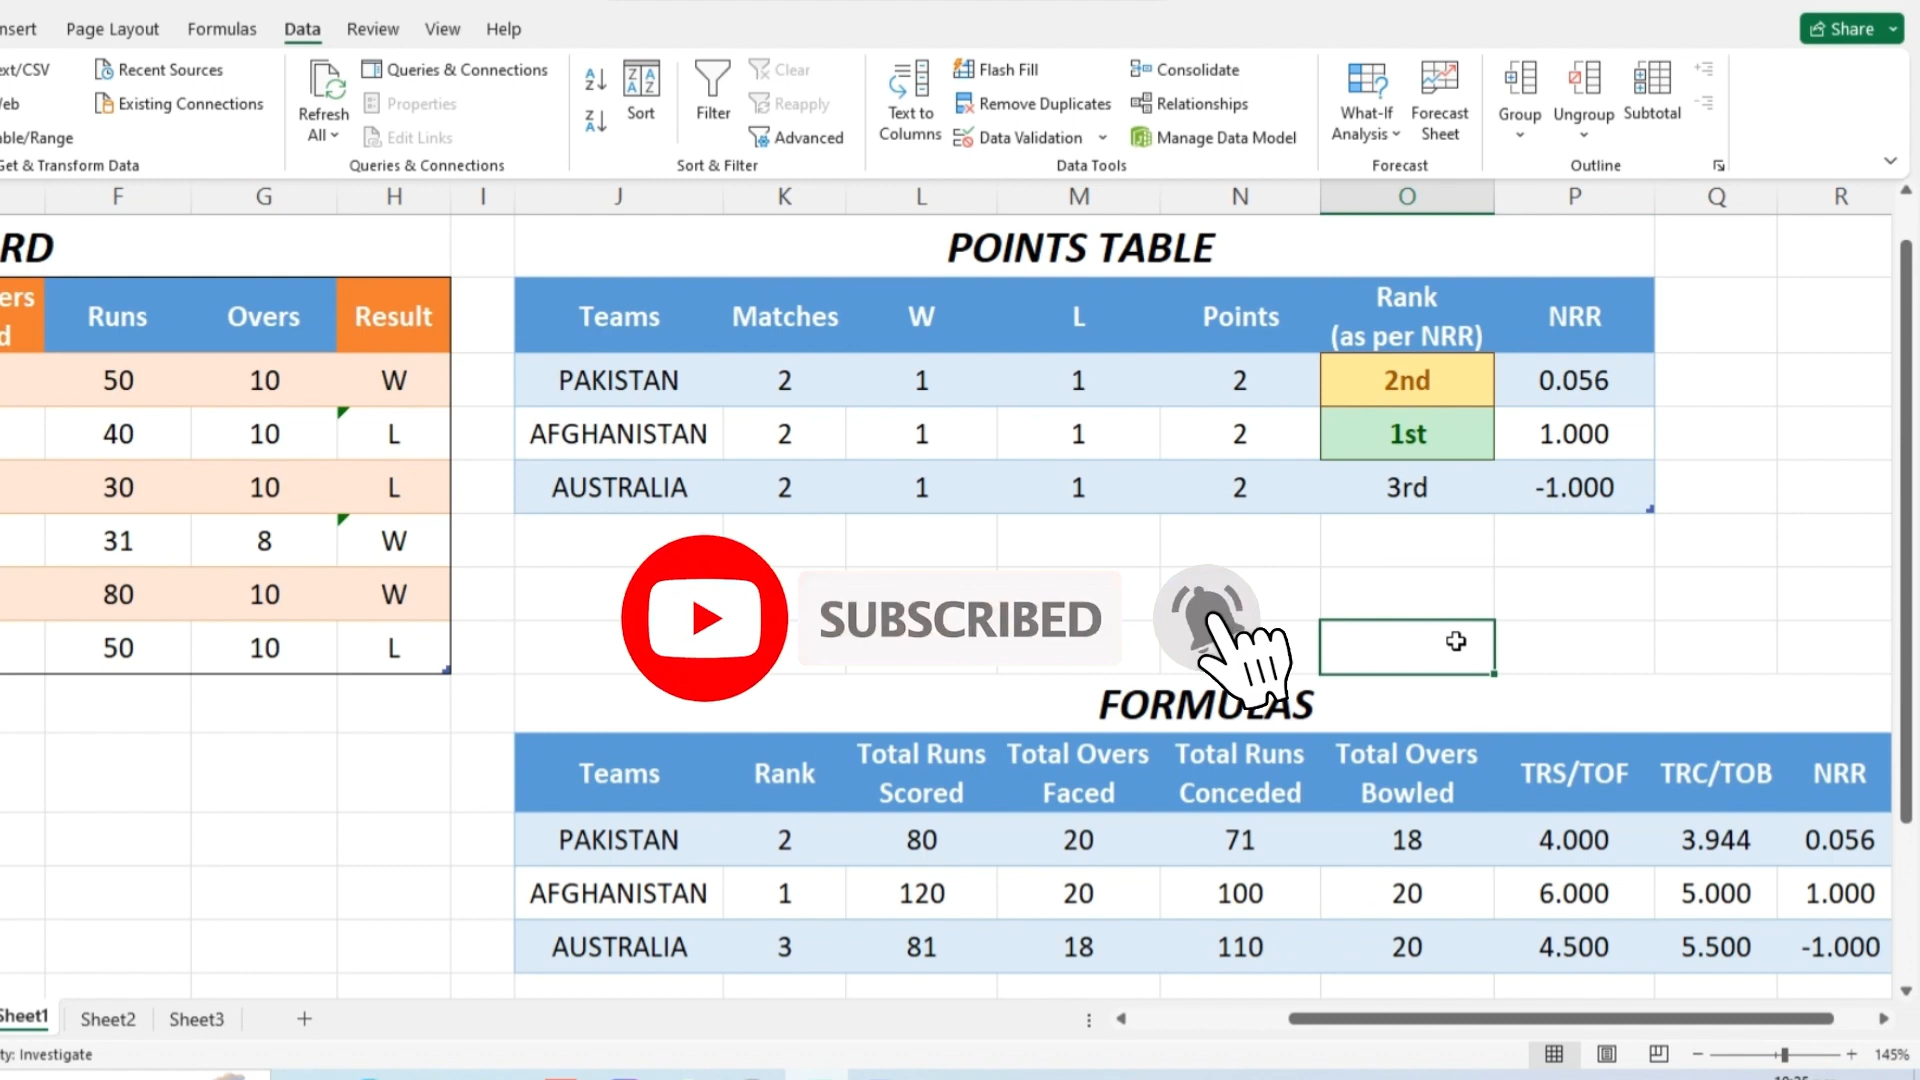 nsert Page Layout Formulas Data Review View Help Share
ext/CSV Recent Sources
eb Existing Connections
able/Range
Get & Transform Data
Refresh All
Queries & Connections
Properties
Edit Links
Queries & Connections
Sort
Filter
Clear
Reapply
Advanced
Sort & Filter
Text to Columns
Flash Fill
Remove Duplicates
Data Validation
Consolidate
Relationships
Manage Data Model
Data Tools
What-If Analysis
Forecast Sheet
Forecast
Group
Ungroup
Subtotal
Outline
F G H I J K L M N O P Q R
RD
POINTS TABLE
ers
d
Runs Overs Result
50 10 W
40 10 L
30 10 L
31 8 W
80 10 W
50 10 L
Teams Matches W L Points Rank (as per NRR) NRR
PAKISTAN 2 1 1 2 2nd 0.056
AFGHANISTAN 2 1 1 2 1st 1.000
AUSTRALIA 2 1 1 2 3rd -1.000
SUBSCRIBED
FORMULAS
Teams Rank Total Runs Scored Total Overs Faced Total Runs Conceded Total Overs Bowled TRS/TOF TRC/TOB NRR
PAKISTAN 2 80 20 71 18 4.000 3.944 0.056
AFGHANISTAN 1 120 20 100 20 6.000 5.000 1.000
AUSTRALIA 3 81 18 110 20 4.500 5.500 -1.000
Sheet1 Sheet2 Sheet3
ty: Investigate
145%